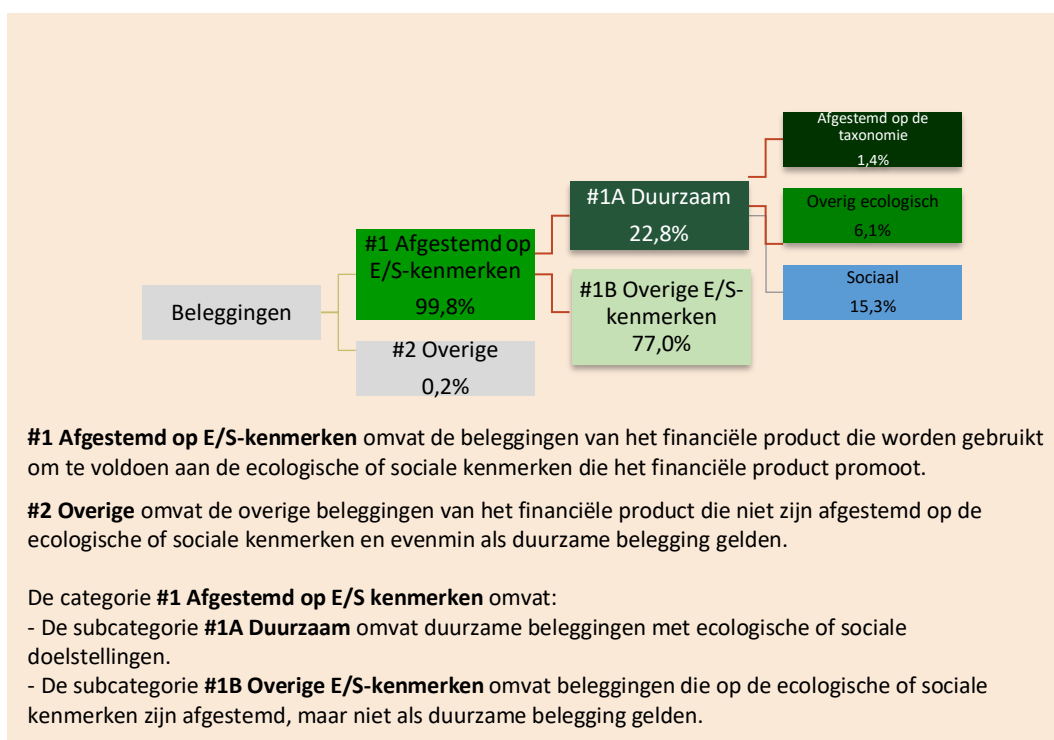 Afgestemd op de
taxonomie
1,4%
#1A Duurzaam
22,8%
Overig ecologisch
6,1%
#1 Afgestemd op
E/S-kenmerken
99,8%
Sociaal
15,3%
#1B Overige E/S-
kenmerken
77,0%
Beleggingen
#2 Overige
0,2%
#1 Afgestemd op E/S-kenmerken omvat de beleggingen van het financiële product die worden gebruikt
om te voldoen aan de ecologische of sociale kenmerken die het financiële product promoot.
#2 Overige omvat de overige beleggingen van het financiële product die niet zijn afgestemd op de
ecologische of sociale kenmerken en evenmin als duurzame belegging gelden.
De categorie #1 Afgestemd op E/S kenmerken omvat:
- De subcategorie #1A Duurzaam omvat duurzame beleggingen met ecologische of sociale
doelstellingen.
- De subcategorie #1B Overige E/S-kenmerken omvat beleggingen die op de ecologische of sociale
kenmerken zijn afgestemd, maar niet als duurzame belegging gelden.